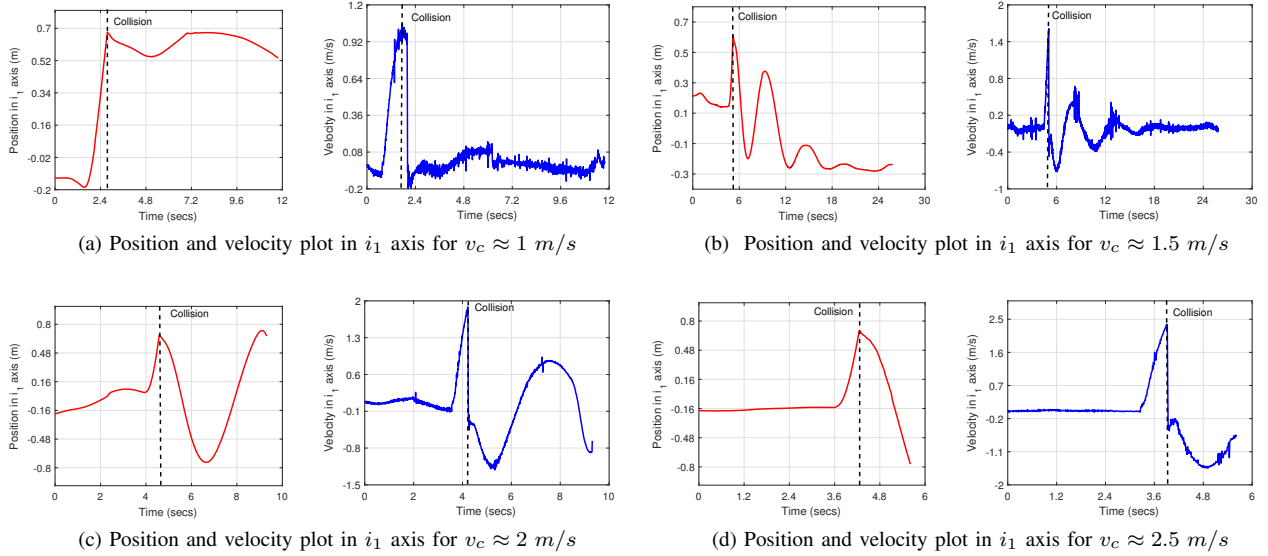 Collision
0.7
0.52
0.34
0.16
-0.02
-0.2
Position in i1 axis (m)
0 2.4 4.8 7.2 9.6 12
Time (secs)
Collision
1.2
0.92
0.64
0.36
0.08
-0.2
Velocity in i1 axis (m/s)
0 2.4 4.8 7.2 9.6 12
Time (secs)
(a) Position and velocity plot in i1 axis for vc ≈ 1 m/s
Collision
0.7
0.5
0.3
0.1
-0.1
-0.3
Position in i1 axis (m)
0 6 12 18 24 30
Time (secs)
Collision
2
1.4
0.8
0.2
-0.4
-1
Velocity in i1 axis (m/s)
0 6 12 18 24 30
Time (secs)
(b) Position and velocity plot in i1 axis for vc ≈ 1.5 m/s
Collision
0.8
0.48
0.16
-0.16
-0.48
-0.8
Position in i1 axis (m)
0 2 4 6 8 10
Time (secs)
Collision
2
1.3
0.6
-0.1
-0.8
-1.5
Velocity in i1 axis (m/s)
0 2 4 6 8 10
Time (secs)
(c) Position and velocity plot in i1 axis for vc ≈ 2 m/s
Collision
0.8
0.48
0.16
-0.16
-0.48
-0.8
Position in i1 axis (m)
0 1.2 2.4 3.6 4.8 6
Time (secs)
Collision
2.5
1.6
0.7
-0.2
-1.1
-2
Velocity in i1 axis (m/s)
0 1.2 2.4 3.6 4.8 6
Time (secs)
(d) Position and velocity plot in i1 axis for vc ≈ 2.5 m/s